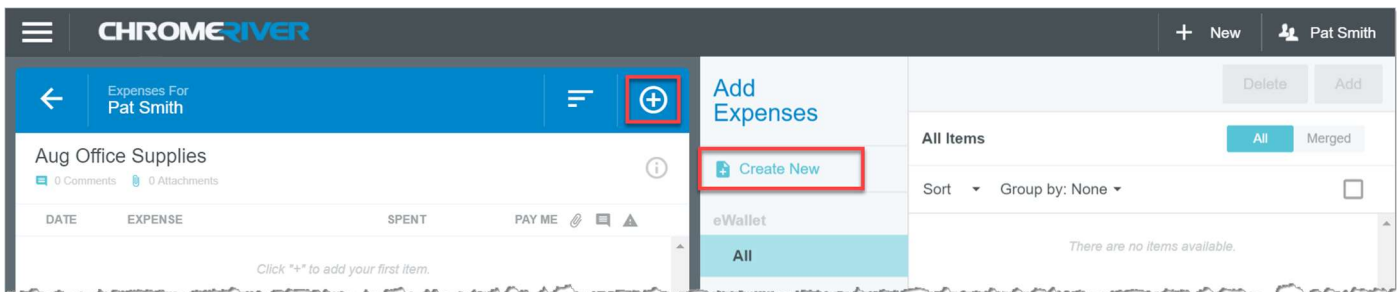 CHROMERIVER
+ New
Pat Smith
Expenses For
Pat Smith
Aug Office Supplies
0 Comments 0 Attachments
DATE EXPENSE SPENT PAY ME
Click "+" to add your first item.
Add
Expenses
Create New
eWallet
All
Delete Add
All Items All Merged
Sort Group by: None
There are no items available.